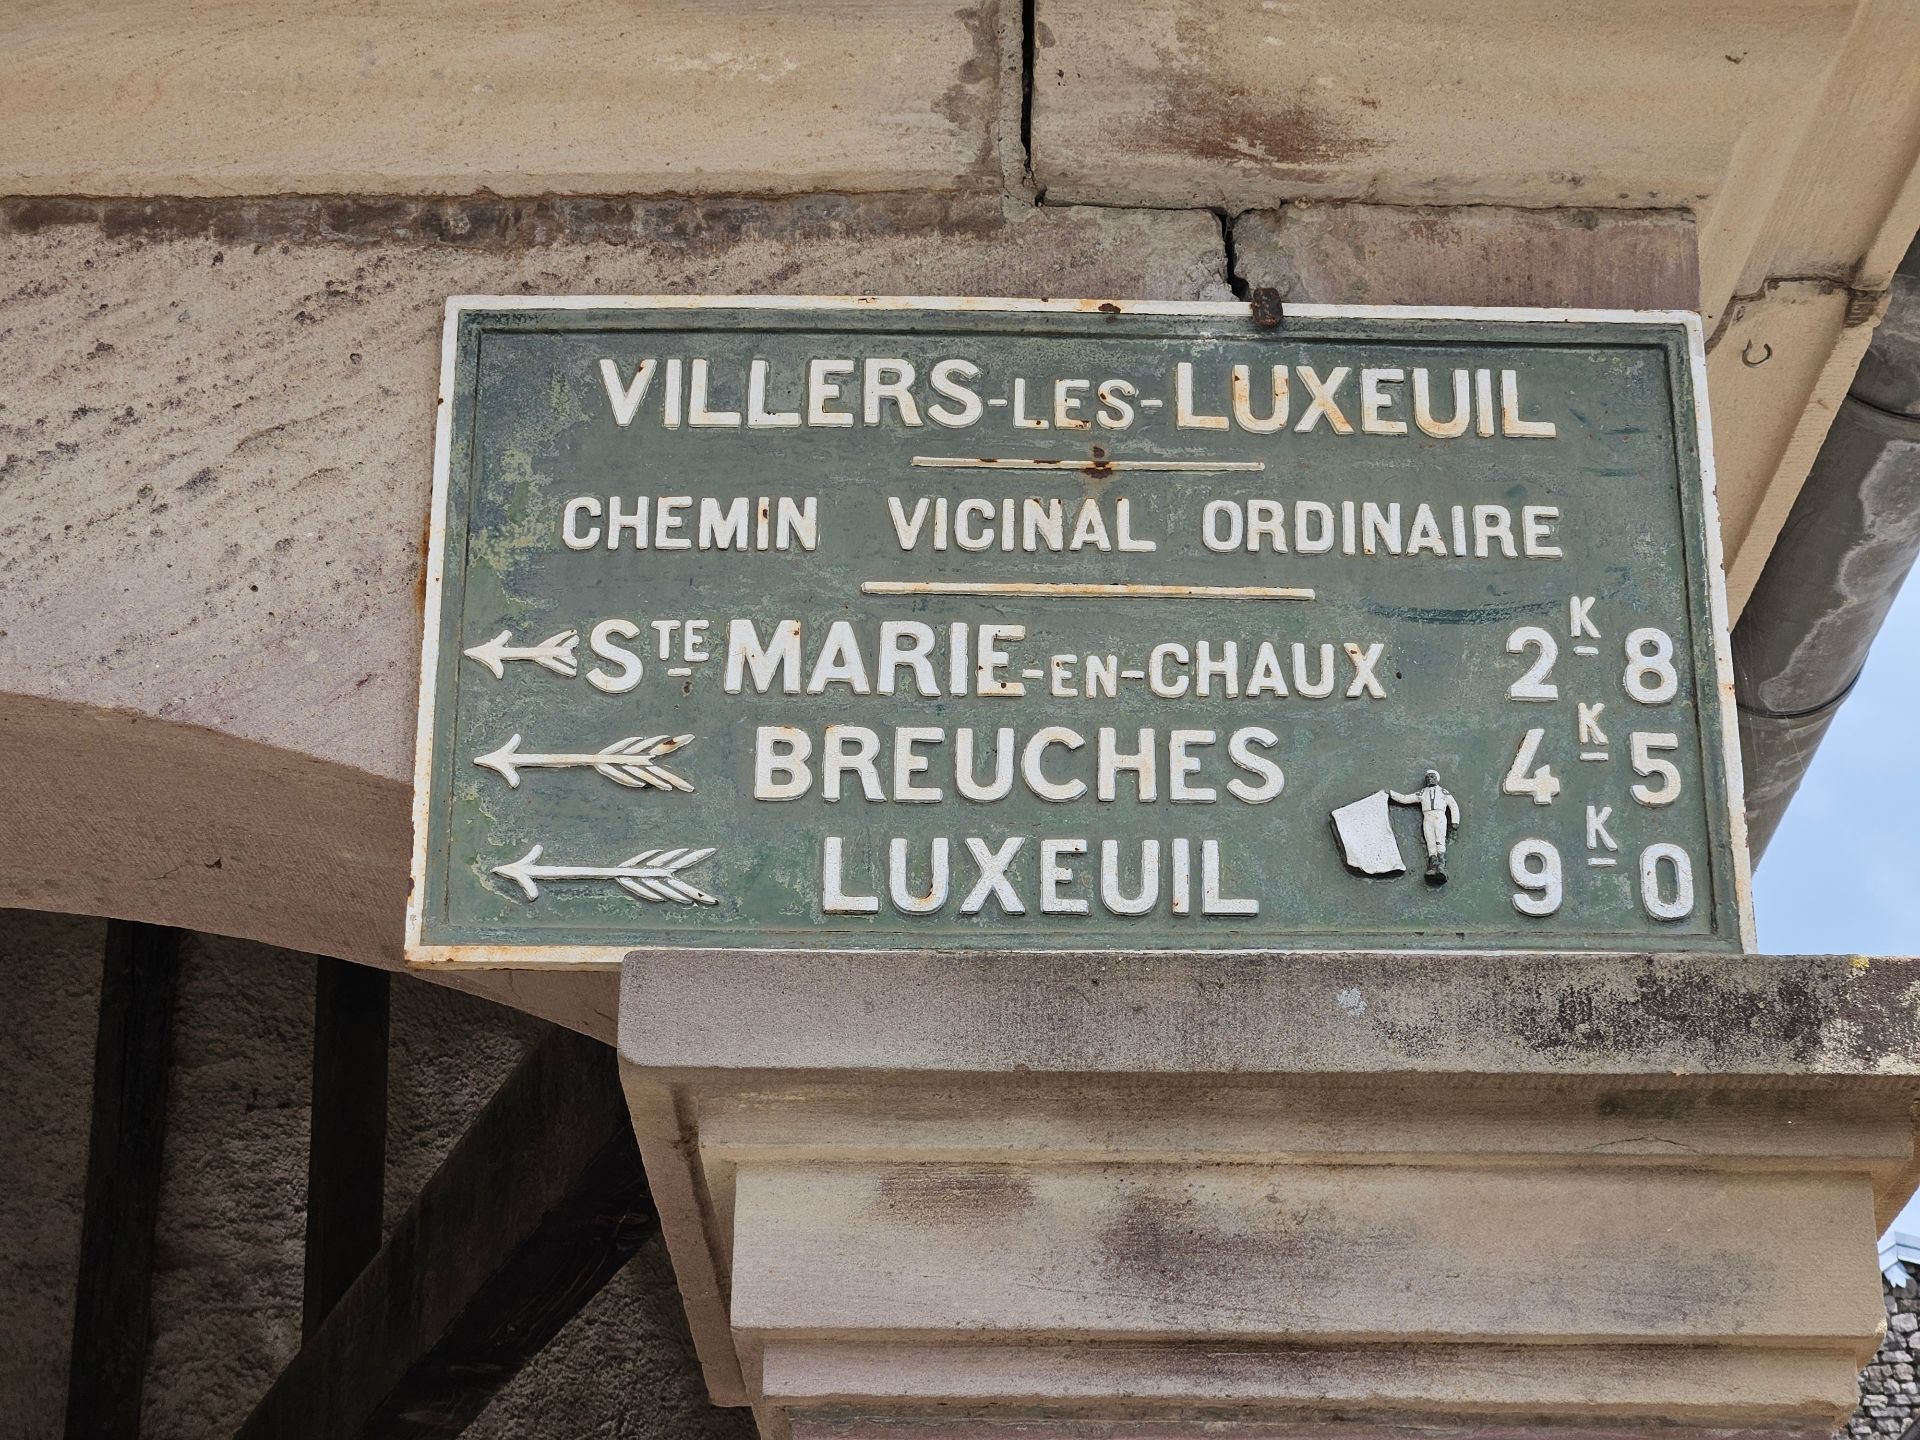 VILLERS-LES-LUXEUIL
CHEMIN VICINAL ORDINAIRE
STE MARIE-EN-CHAUX 2K8
BREUCHES 4K5
LUXEUIL 9K0